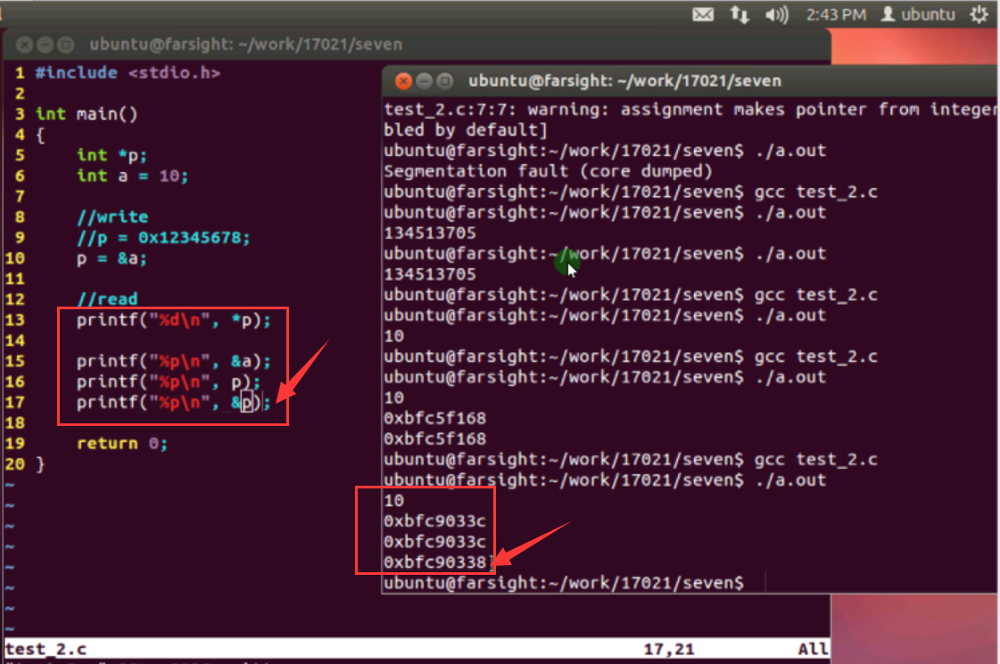 2:43 PM ubuntu
ubuntu@farsight: ~/work/17021/seven
1 #include <stdio.h>
2
3 int main()
4 {
5     int *p;
6     int a = 10;
7
8     //write
9     //p = 0x12345678;
10     p = &a;
11
12     //read
13     printf("%d\n", *p);
14
15     printf("%p\n", &a);
16     printf("%p\n", p);
17     printf("%p\n", &p);
18
19     return 0;
20 }
~
~
~
~
~
~
~
~
test_2.c 17,21 All
ubuntu@farsight: ~/work/17021/seven
test_2.c:7:7: warning: assignment makes pointer from integer
bled by default]
ubuntu@farsight:~/work/17021/seven$ ./a.out
Segmentation fault (core dumped)
ubuntu@farsight:~/work/17021/seven$ gcc test_2.c
ubuntu@farsight:~/work/17021/seven$ ./a.out
134513705
ubuntu@farsight:~/work/17021/seven$ ./a.out
134513705
ubuntu@farsight:~/work/17021/seven$ gcc test_2.c
ubuntu@farsight:~/work/17021/seven$ ./a.out
10
ubuntu@farsight:~/work/17021/seven$ gcc test_2.c
ubuntu@farsight:~/work/17021/seven$ ./a.out
10
0xbfc5f168
0xbfc5f168
ubuntu@farsight:~/work/17021/seven$ gcc test_2.c
ubuntu@farsight:~/work/17021/seven$ ./a.out
10
0xbfc9033c
0xbfc9033c
0xbfc90338
ubuntu@farsight:~/work/17021/seven$